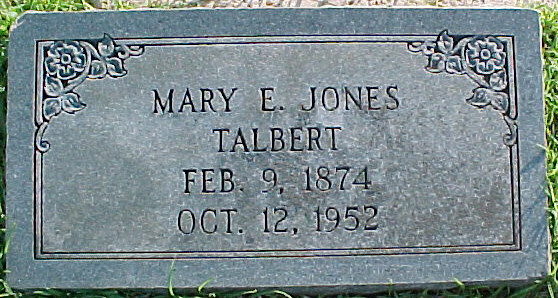 MARY E. JONES
TALBERT
FEB. 9, 1874
OCT. 12, 1952